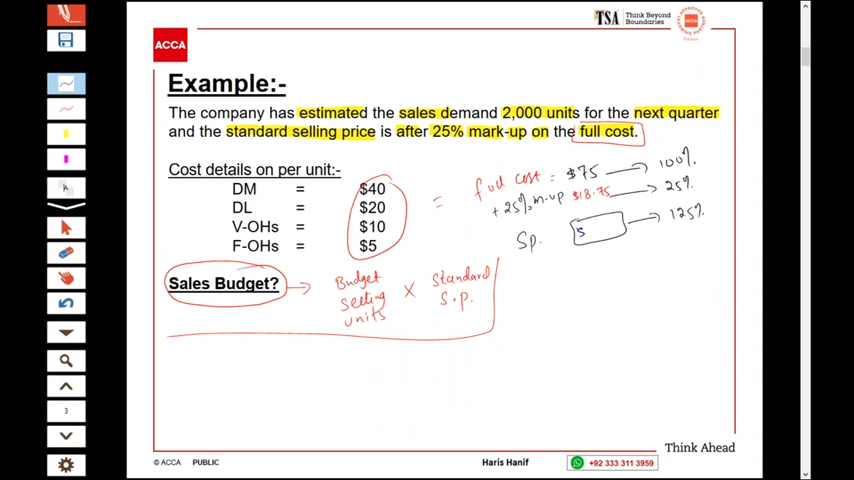 TSA Think Beyond Boundaries
ACCA
Example:-
The company has estimated the sales demand 2,000 units for the next quarter
and the standard selling price is after 25% mark-up on the full cost.
Cost details on per unit:-
DM = $40
DL = $20
V-OHs = $10
F-OHs = $5
= full cost = $75 → 100%
+ 25% m-up $18.75 → 25%
Sp. → 125%
Sales Budget? → Budget selling units × Standard s.p.
3
Think Ahead
© ACCA PUBLIC
Haris Hanif
+92 333 311 3959